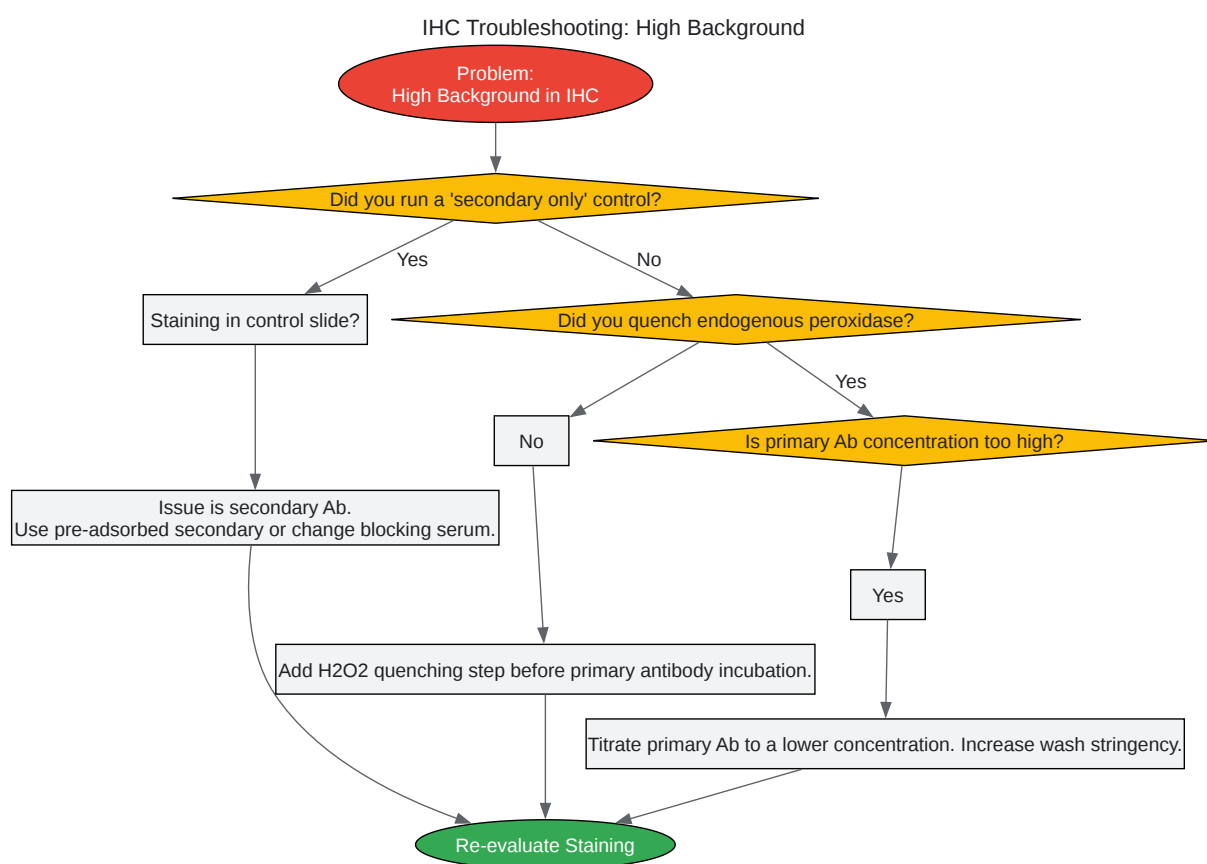 IHC Troubleshooting: High Background
Problem:
High Background in IHC
Did you run a 'secondary only' control?
Yes
No
Staining in control slide?
Did you quench endogenous peroxidase?
Yes
No
Is primary Ab concentration too high?
Issue is secondary Ab.
Use pre-adsorbed secondary or change blocking serum.
Yes
Add H2O2 quenching step before primary antibody incubation.
Titrate primary Ab to a lower concentration. Increase wash stringency.
Re-evaluate Staining